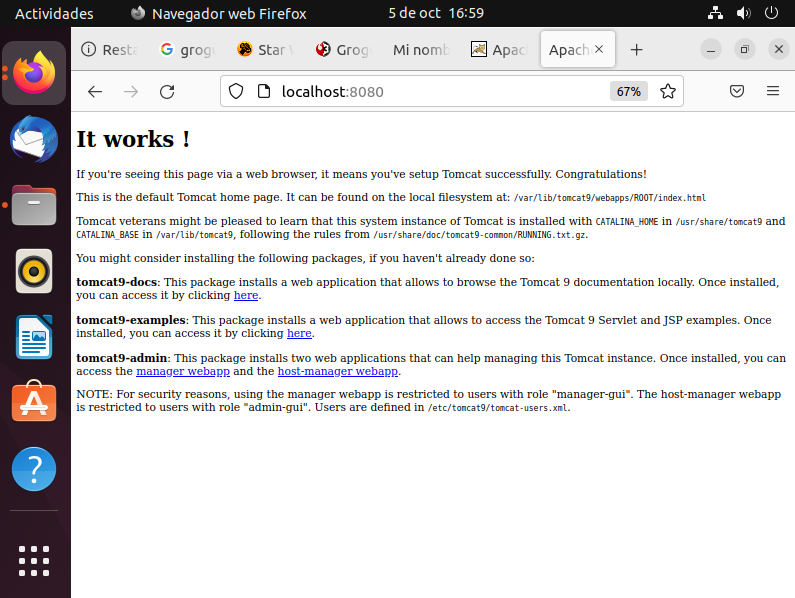 Actividades Navegador web Firefox 5 de oct 16:59
Resta grogu Star W Grogu Mi nomb Apac Apach
localhost:8080 67%
It works !
If you're seeing this page via a web browser, it means you've setup Tomcat successfully. Congratulations!
This is the default Tomcat home page. It can be found on the local filesystem at: /var/lib/tomcat9/webapps/ROOT/index.html
Tomcat veterans might be pleased to learn that this system instance of Tomcat is installed with CATALINA_HOME in /usr/share/tomcat9 and
CATALINA_BASE in /var/lib/tomcat9, following the rules from /usr/share/doc/tomcat9-common/RUNNING.txt.gz.
You might consider installing the following packages, if you haven't already done so:
tomcat9-docs: This package installs a web application that allows to browse the Tomcat 9 documentation locally. Once installed,
you can access it by clicking here.
tomcat9-examples: This package installs a web application that allows to access the Tomcat 9 Servlet and JSP examples. Once
installed, you can access it by clicking here.
tomcat9-admin: This package installs two web applications that can help managing this Tomcat instance. Once installed, you can
access the manager webapp and the host-manager webapp.
NOTE: For security reasons, using the manager webapp is restricted to users with role "manager-gui". The host-manager webapp
is restricted to users with role "admin-gui". Users are defined in /etc/tomcat9/tomcat-users.xml.